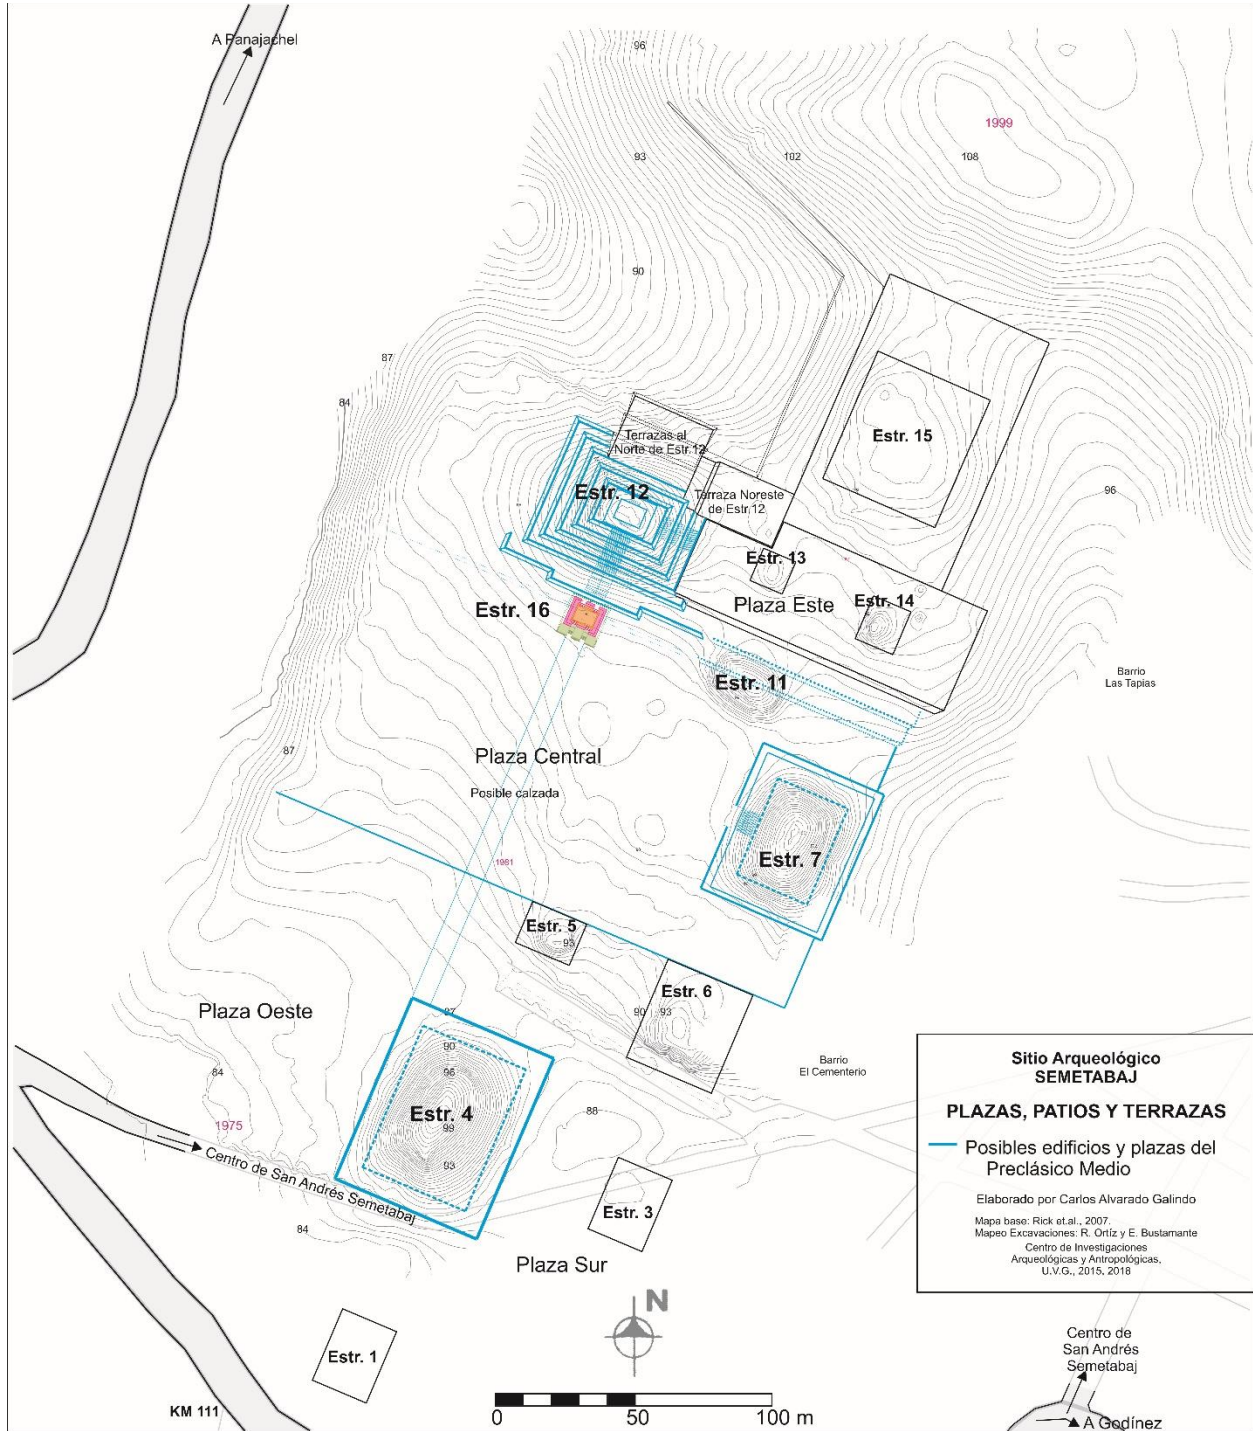 A Panajachel
96
1999
93
102
108
90
87
84
Estr. 15
Terrazas al
Norte de Estr.12
Estr. 12
96
Terraza Noreste
de Estr.12
Estr. 13
Estr. 14
Estr. 16
Plaza Este
Barrio
Las Tapias
Estr. 11
87
Plaza Central
Posible calzada
1981
Estr. 7
Estr. 5
93
Estr. 6
90
93
Plaza Oeste
87
90
96
84
Estr. 4
99
93
88
1975
Barrio
El Cementerio
Centro de San Andrés Semetabaj
84
Estr. 3
Plaza Sur
Sitio Arqueológico
SEMETABAJ
PLAZAS, PATIOS Y TERRAZAS
Posibles edificios y plazas del
Preclásico Medio
Elaborado por Carlos Alvarado Galindo
Mapa base: Rick et.al., 2007.
Mapeo Excavaciones: R. Ortíz y E. Bustamante
Centro de Investigaciones
Arqueológicas y Antropológicas,
U.V.G., 2015, 2018
N
Estr. 1
KM 111
0
50
100 m
Centro de
San Andrés
Semetabaj
A Godínez